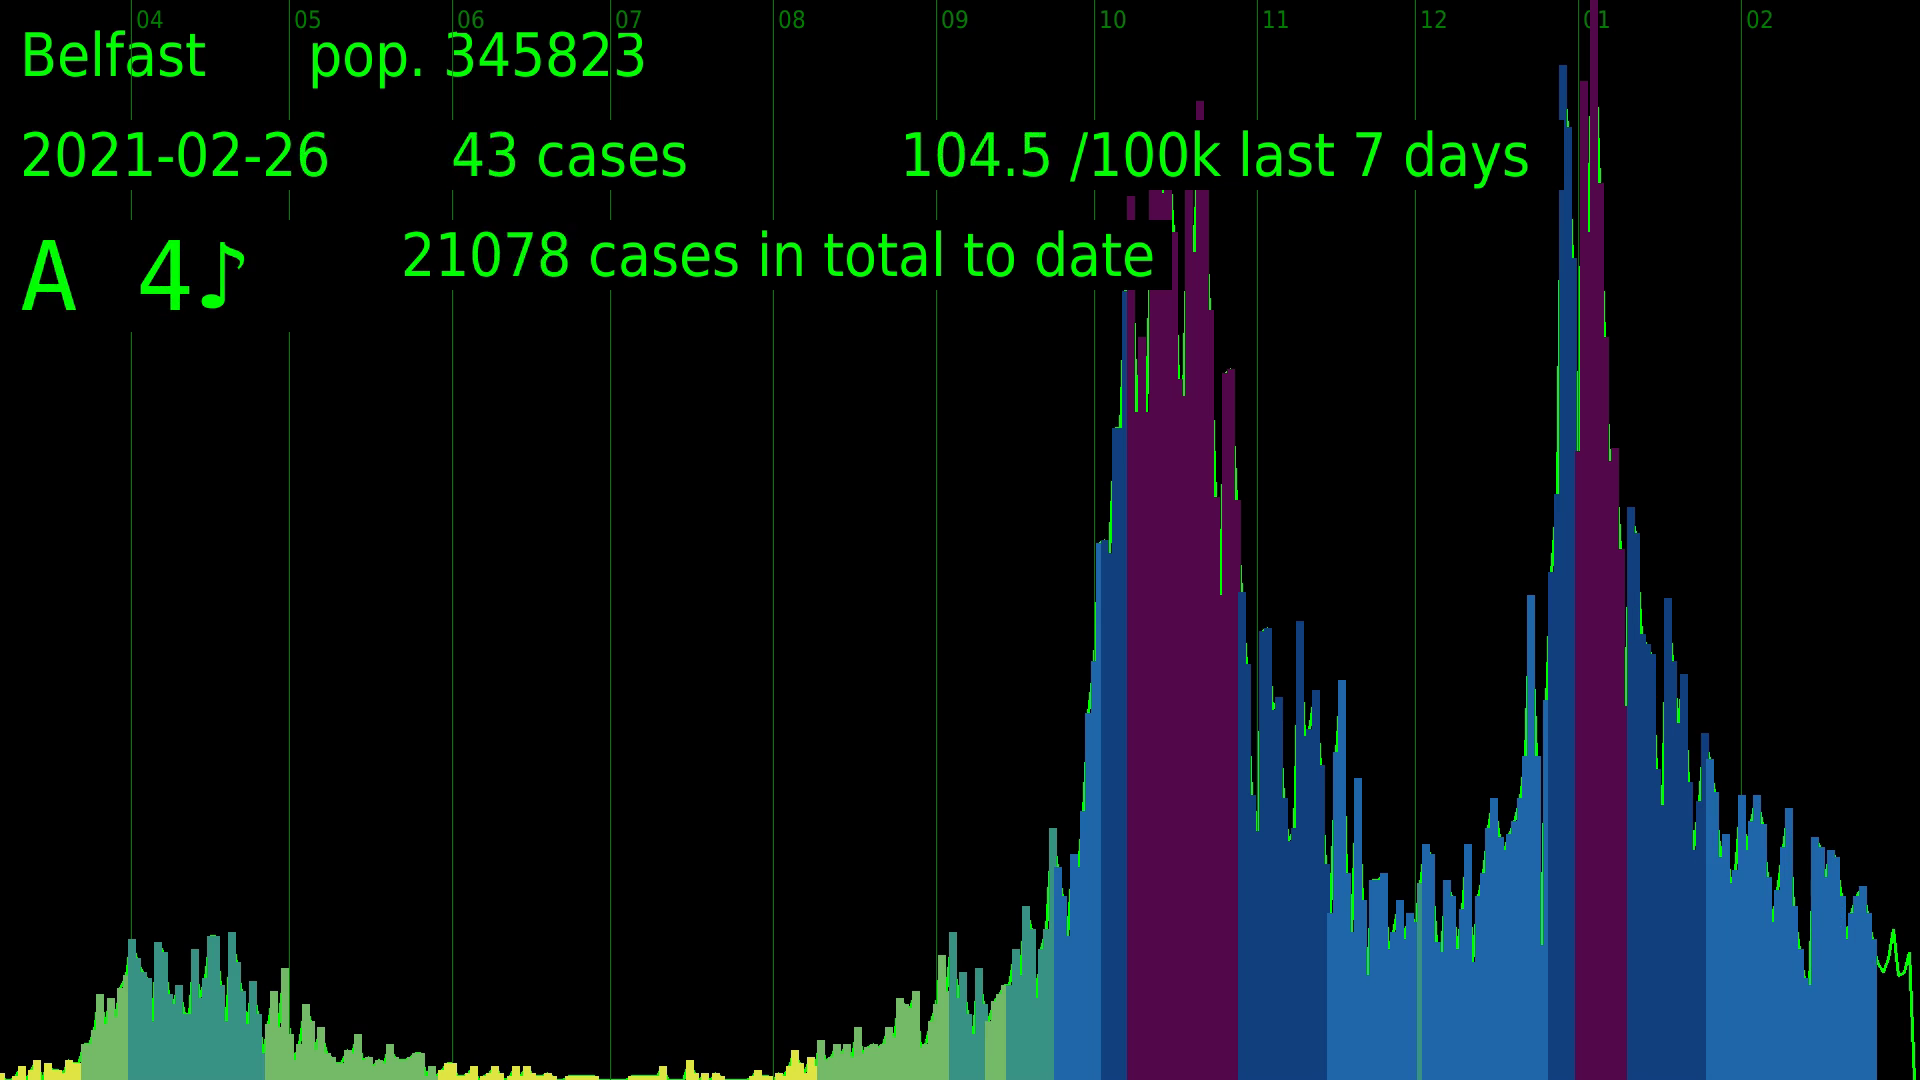 04 05 06 07 08 09 10 11 12 01 02
Belfast pop. 345823
2021-02-26 43 cases 104.5 /100k last 7 days
A 4♪ 21078 cases in total to date